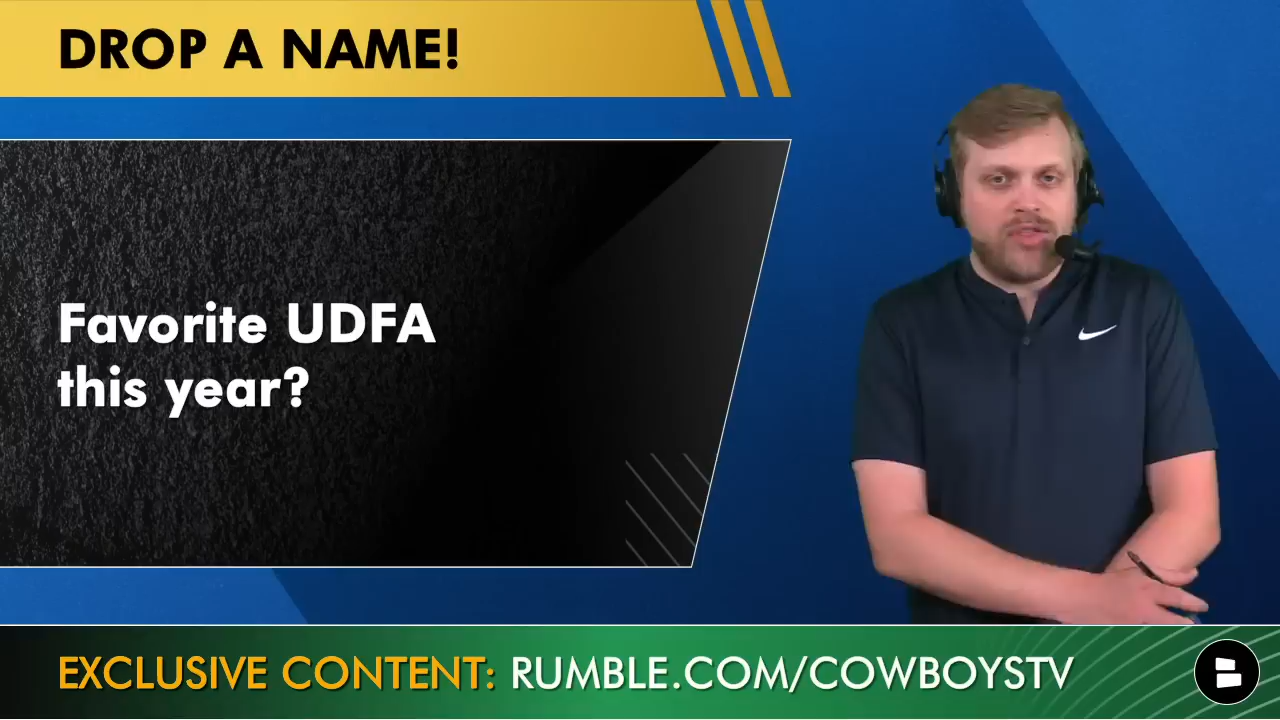 DROP A NAME!
Favorite UDFA
this year?
EXCLUSIVE CONTENT: RUMBLE.COM/COWBOYSTV